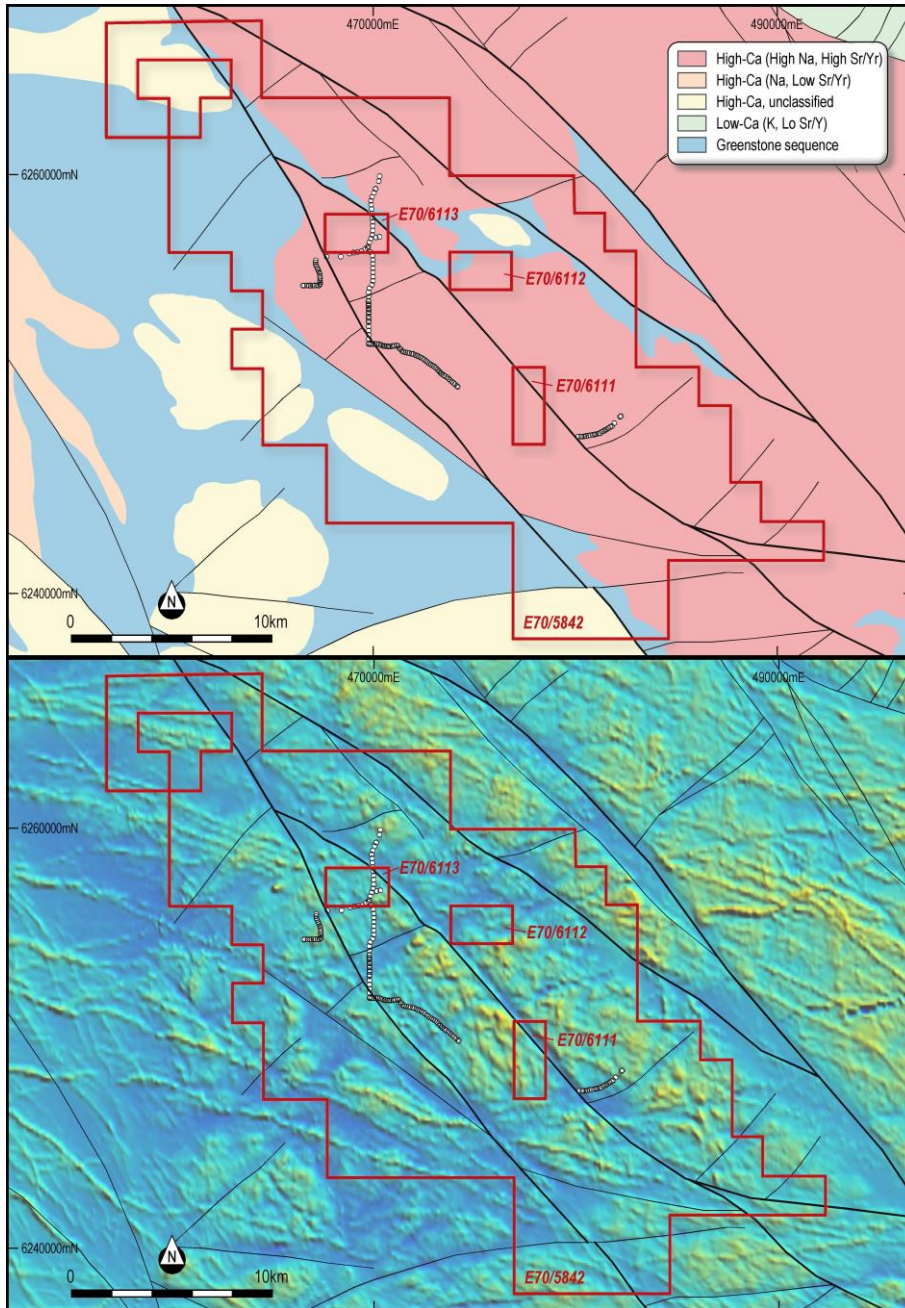 470000mE
490000mE
High-Ca (High Na, High Sr/Yr)
High-Ca (Na, Low Sr/Yr)
High-Ca, unclassified
Low-Ca (K, Lo Sr/Y)
Greenstone sequence
6260000mN
E70/6113
E70/6112
E70/6111
6240000mN
N
0
10km
E70/5842
470000mE
490000mE
6260000mN
E70/6113
E70/6112
E70/6111
6240000mN
N
0
10km
E70/5842